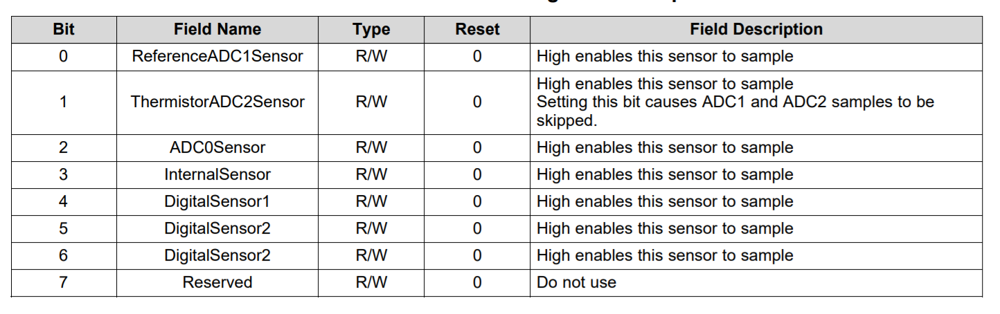 Bit Field Name Type Reset Field Description
0 ReferenceADC1Sensor R/W 0 High enables this sensor to sample
1 ThermistorADC2Sensor R/W 0 High enables this sensor to sample
Setting this bit causes ADC1 and ADC2 samples to be
skipped.
2 ADC0Sensor R/W 0 High enables this sensor to sample
3 InternalSensor R/W 0 High enables this sensor to sample
4 DigitalSensor1 R/W 0 High enables this sensor to sample
5 DigitalSensor2 R/W 0 High enables this sensor to sample
6 DigitalSensor2 R/W 0 High enables this sensor to sample
7 Reserved R/W 0 Do not use